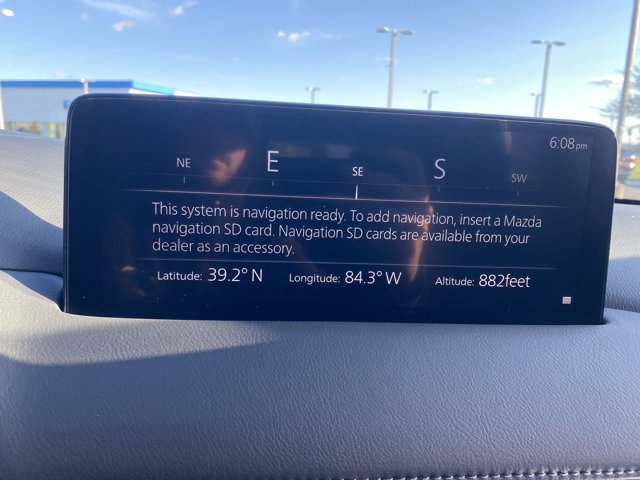 6:08pm
NE E SE S SW
This system is navigation ready. To add navigation, insert a Mazda
navigation SD card. Navigation SD cards are available from your
dealer as an accessory.
Latitude: 39.2° N Longitude: 84.3° W Altitude: 882feet